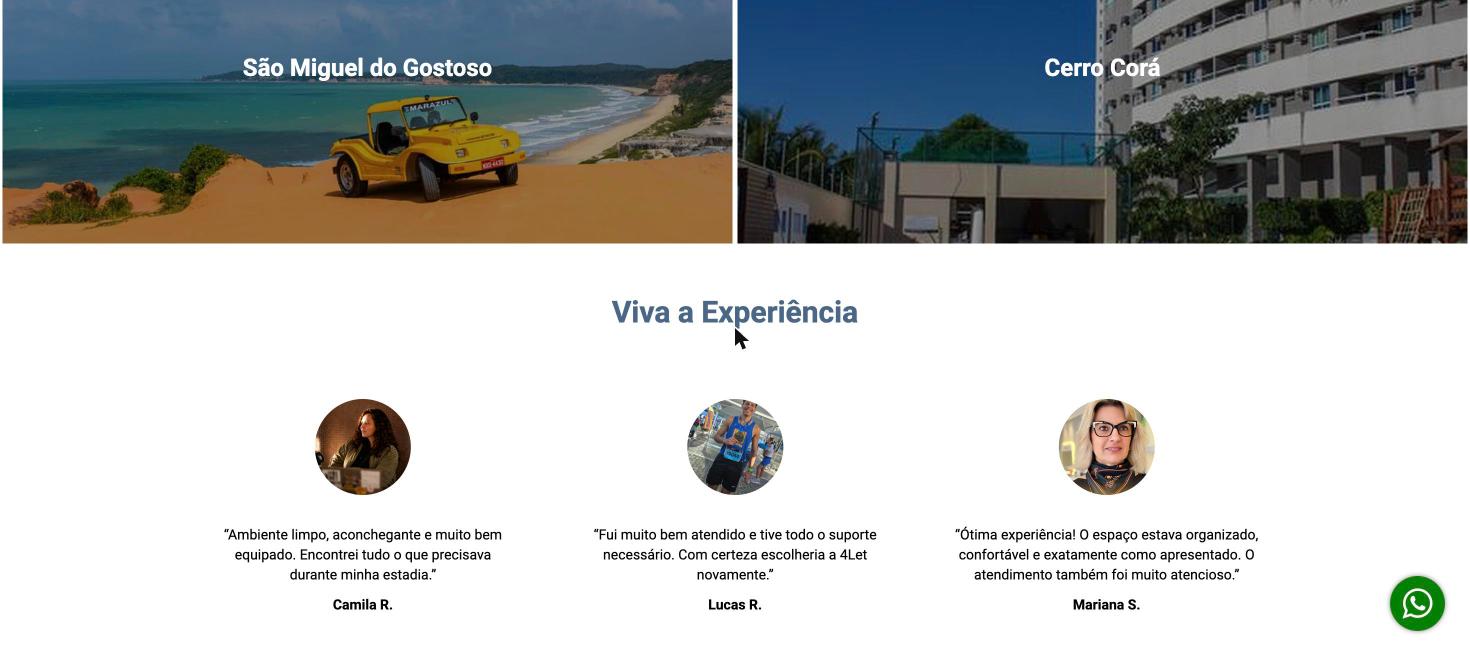 São Miguel do Gostoso
Cerro Corá
MARAZUL
Viva a Experiência
“Ambiente limpo, aconchegante e muito bem
equipado. Encontrei tudo o que precisava
durante minha estadia.”
Camila R.
“Fui muito bem atendido e tive todo o suporte
necessário. Com certeza escolheria a 4Let
novamente.”
Lucas R.
“Ótima experiência! O espaço estava organizado,
confortável e exatamente como apresentado. O
atendimento também foi muito atencioso.”
Mariana S.